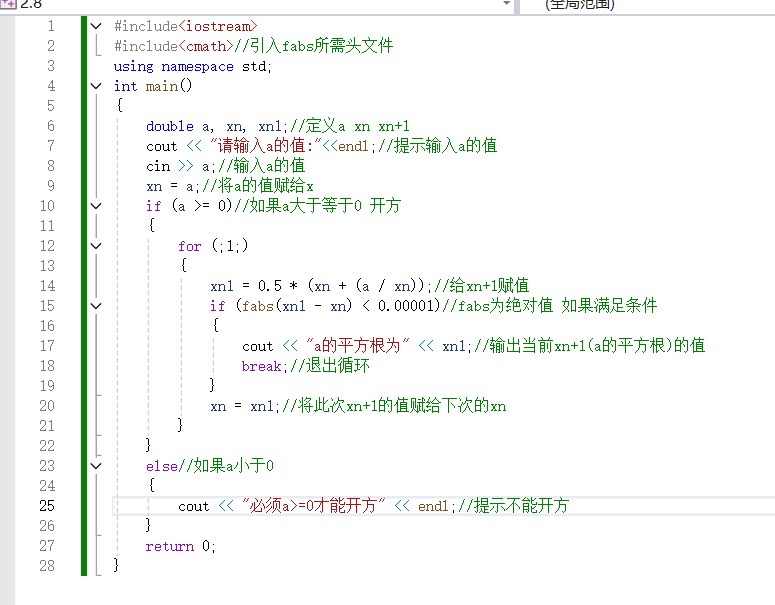 2.8 (全局范围)
1 #include<iostream>
2 #include<cmath>//引入fabs所需头文件
3 using namespace std;
4 int main()
5 {
6 double a, xn, xn1;//定义a xn xn+1
7 cout << "请输入a的值:"<<endl;//提示输入a的值
8 cin >> a;//输入a的值
9 xn = a;//将a的值赋给x
10 if (a >= 0)//如果a大于等于0 开方
11 {
12 for (;1;)
13 {
14 xn1 = 0.5 * (xn + (a / xn));//给xn+1赋值
15 if (fabs(xn1 - xn) < 0.00001)//fabs为绝对值 如果满足条件
16 {
17 cout << "a的平方根为" << xn1;//输出当前xn+1(a的平方根)的值
18 break;//退出循环
19 }
20 xn = xn1;//将此次xn+1的值赋给下次的xn
21 }
22 }
23 else//如果a小于0
24 {
25 cout << "必须a>=0才能开方" << endl;//提示不能开方
26 }
27 return 0;
28 }